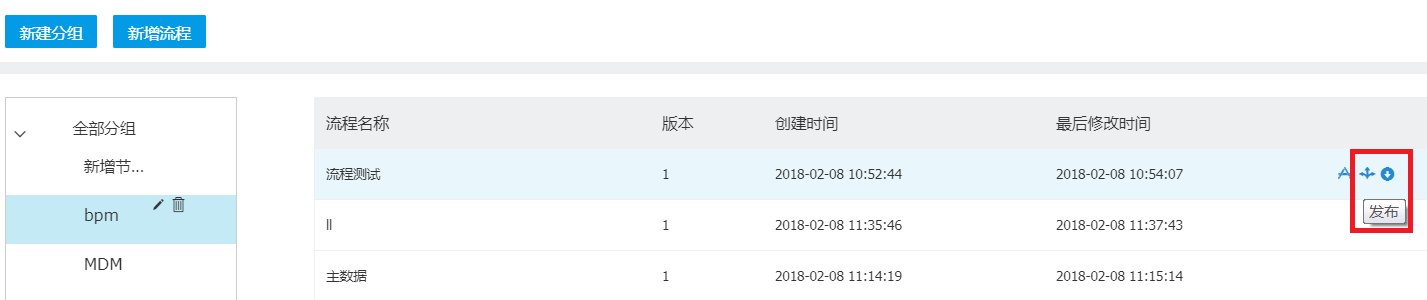 新建分组 新增流程
全部分组
新增节...
bpm
MDM
流程名称 版本 创建时间 最后修改时间
流程测试 1 2018-02-08 10:52:44 2018-02-08 10:54:07
发布
ll 1 2018-02-08 11:35:46 2018-02-08 11:37:43
主数据 1 2018-02-08 11:14:19 2018-02-08 11:15:14